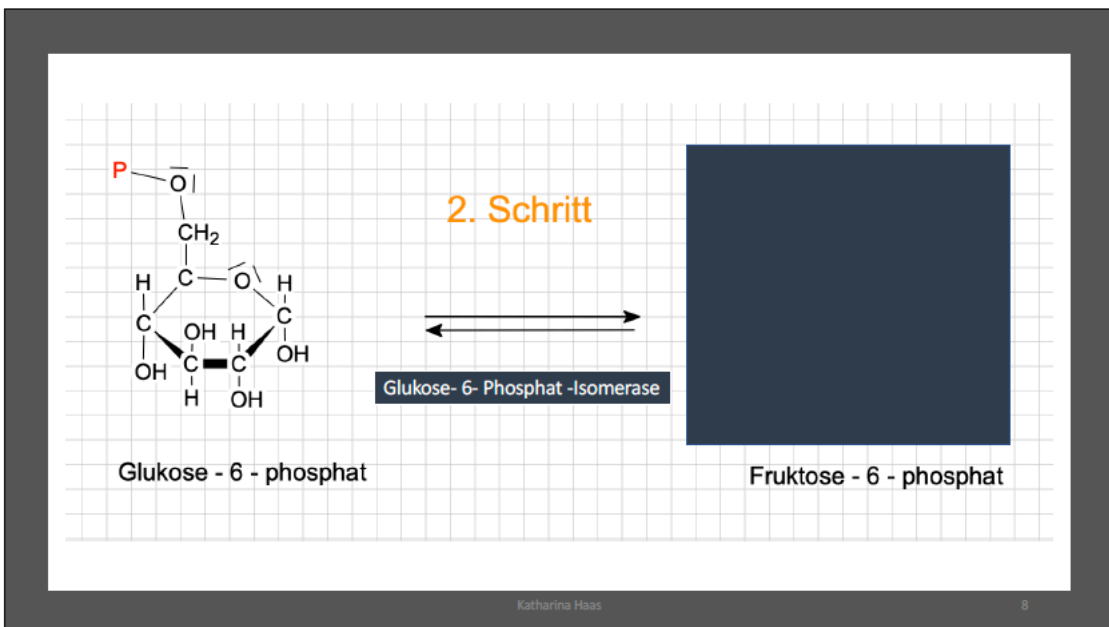 P
O
CH2
2. Schritt
H C O H
C OH H C
OH C C OH
H OH
Glukose- 6- Phosphat -Isomerase
Glukose - 6 - phosphat
Fruktose - 6 - phosphat
Katharina Haas 8